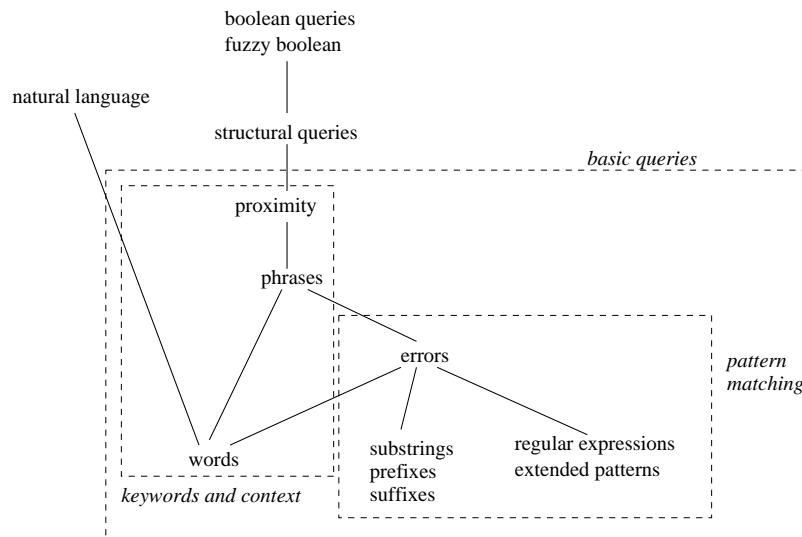 boolean queries
fuzzy boolean
natural language
structural queries
basic queries
proximity
phrases
errors
pattern
matching
words
substrings
prefixes
suffixes
regular expressions
extended patterns
keywords and context